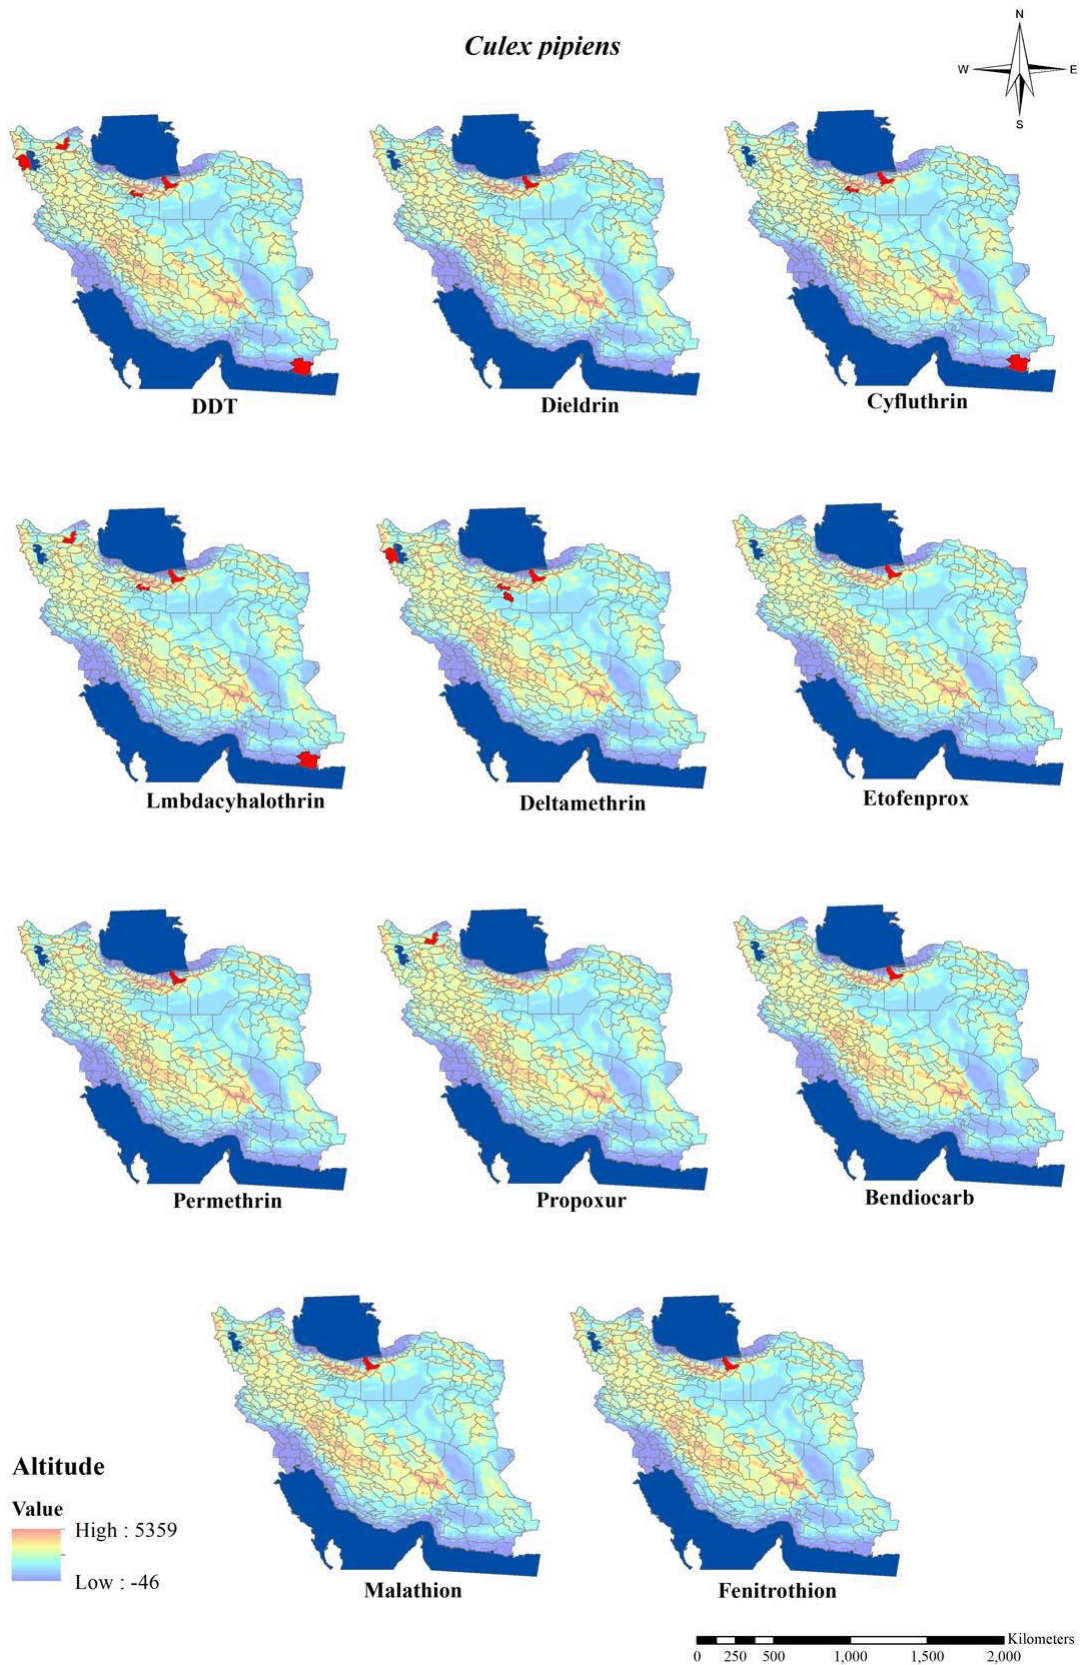 Culex pipiens
N
W E
S
DDT
Dieldrin
Cyfluthrin
Lmbdacyhalothrin
Deltamethrin
Etofenprox
Permethrin
Propoxur
Bendiocarb
Malathion
Fenitrothion
Altitude
Value
High : 5359
Low : -46
Kilometers
0 250 500 1,000 1,500 2,000